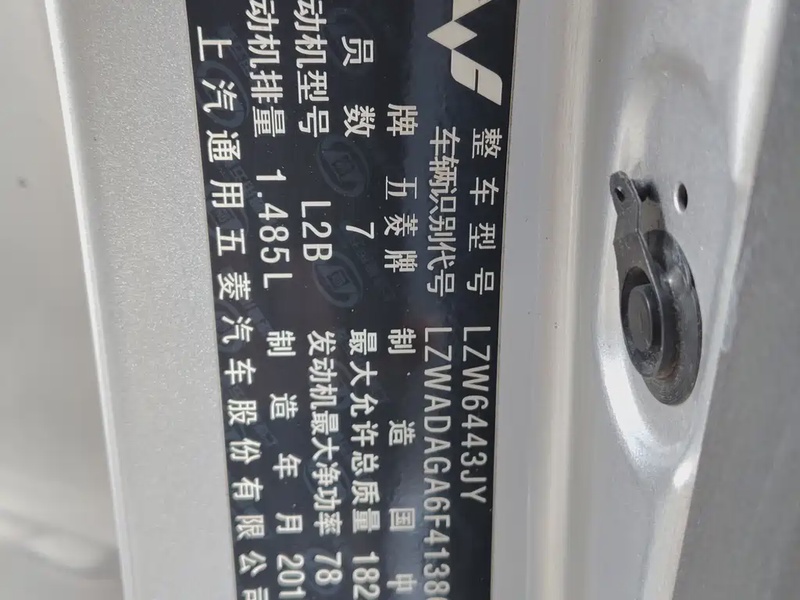 整车型号 LZW6443JY
车辆识别代号 LZWADAGA6F4138
牌 五菱牌 制造国 中
员数 7 最大允许总质量 182
动机型号 L2B 发动机最大净功率 78
动机排量 1.485L 制造年月 201
上汽通用五菱汽车股份有限公司